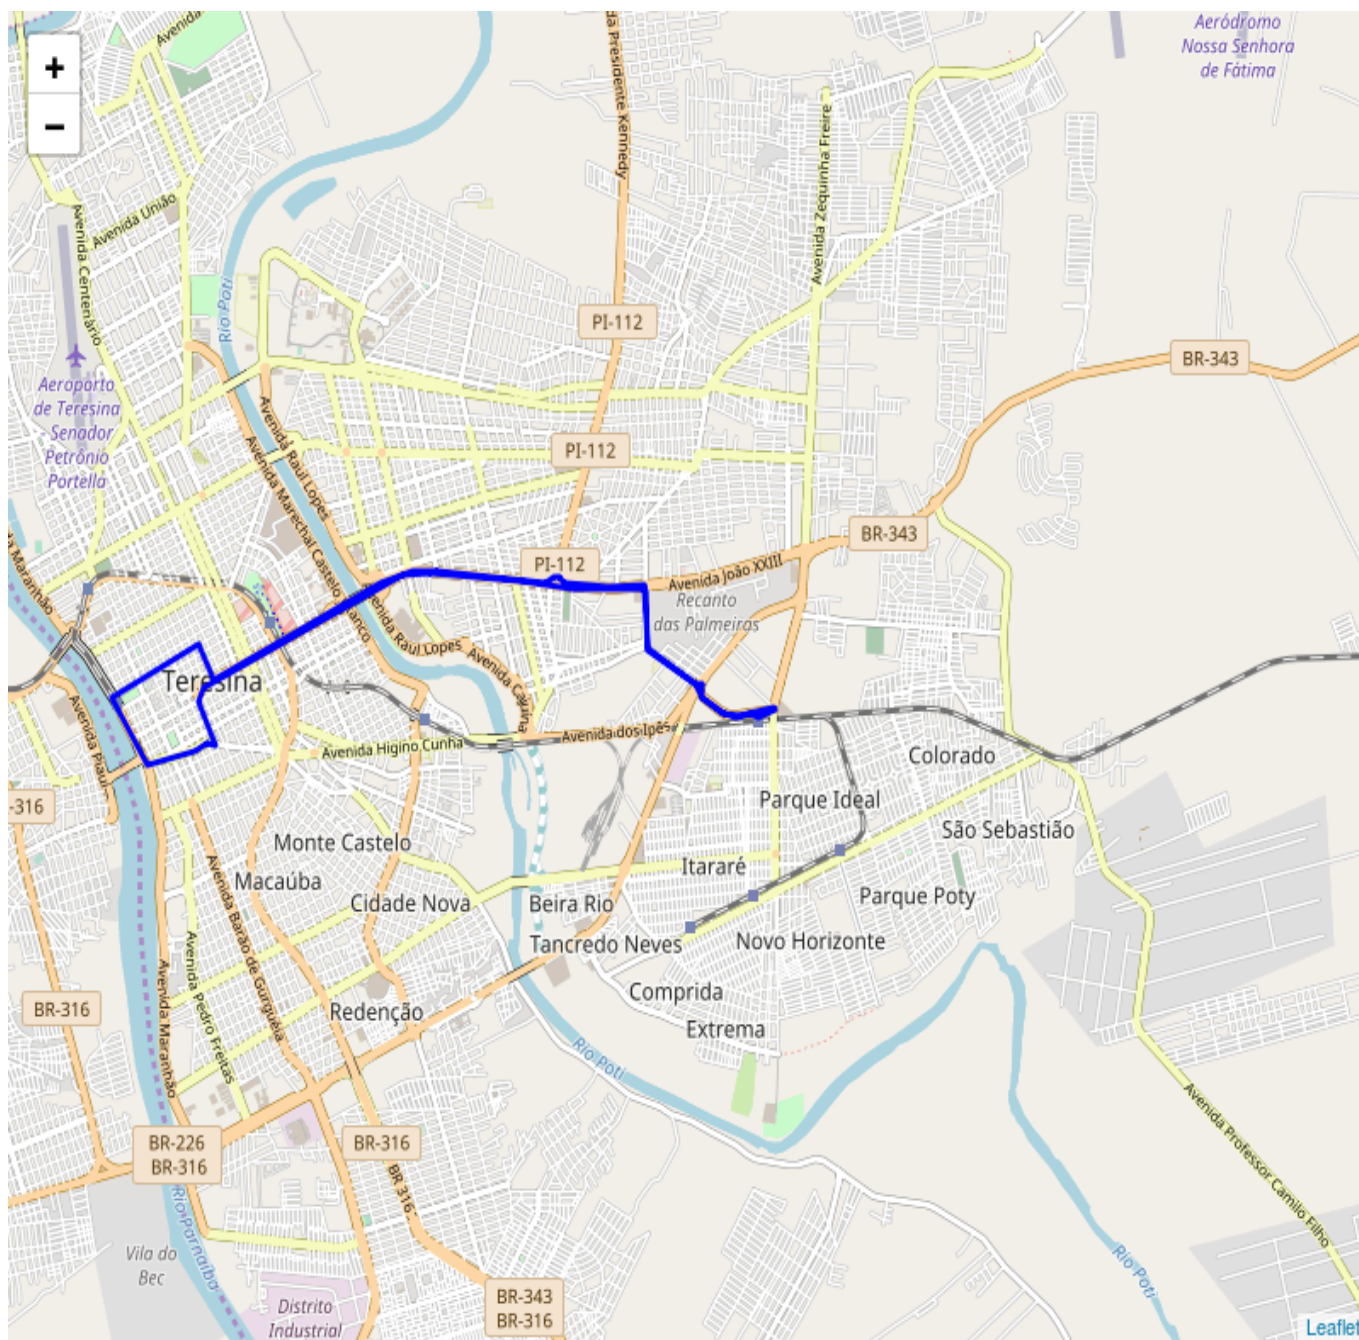 Aeródromo
Nossa Senhora
de Fátima
Avenida
da Presidente Kennedy
+
−
Avenida Zequinha Freire
Avenida União
Avenida Centenário
Rio Poti
PI-112
BR-343
Aeroporto
de Teresina
- Senador
Petrônio
Portella
Avenida Raul Lopes
Avenida Marechal Castelo Branco
PI-112
BR-343
PI-112
Avenida João XXIII
Recanto
das Palmeiras
Maranhão
Avenida Raul Lopes
Avenida Cajuína
Teresina
Avenida Piauí
Avenida dos Ipês
Avenida Higino Cunha
Colorado
-316
Parque Ideal
São Sebastião
Monte Castelo
Itararé
Macaúba
Cidade Nova
Beira Rio
Parque Poty
Tancredo Neves
Novo Horizonte
Avenida Barão de Gurguéia
Avenida Pedro Freitas
Avenida Maranhão
BR-316
Comprida
Redenção
Extrema
Rio Poti
Avenida Professor Camilo Filho
BR-226
BR-316
BR-316
BR 316
Rio Parnaíba
Vila do
Bec
Rio Poti
BR-343
BR-316
Distrito
Industrial
Leaflet